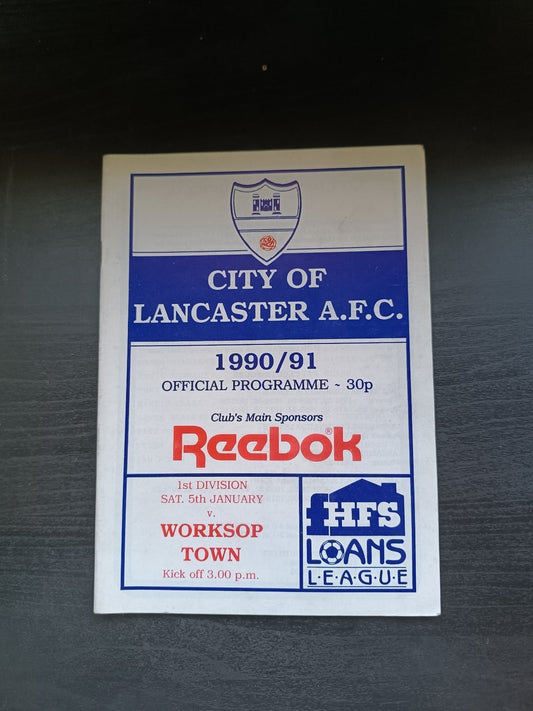 CITY OF
LANCASTER A.F.C.
1990/91
OFFICIAL PROGRAMME ~ 30p
Club's Main Sponsors
Reebok®
1st DIVISION
SAT. 5th JANUARY
v.
WORKSOP
TOWN
Kick off 3.00 p.m.
HFS
LOANS
L·E·A·G·U·E